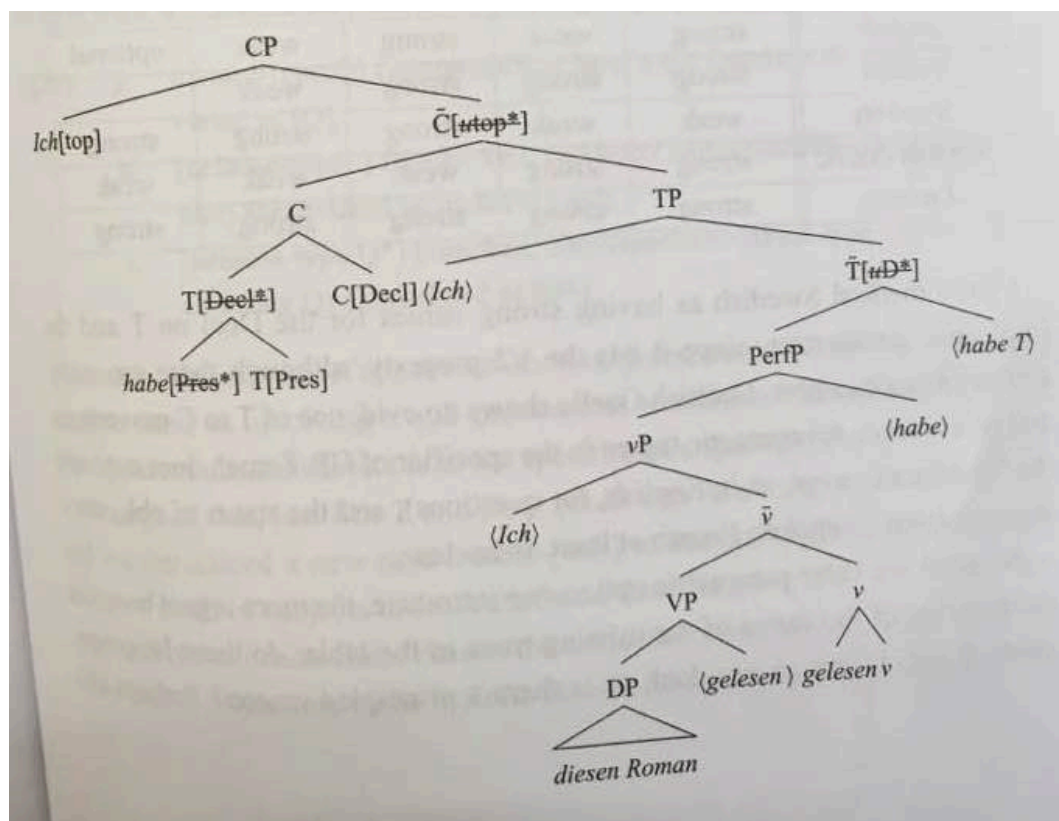 CP
Ich[top] C̄[utop*]
C TP
T[Decl*] C[Decl] ⟨Ich⟩ T̄[uD*]
habe[Pres*] T[Pres] PerfP ⟨habe T⟩
vP ⟨habe⟩
⟨Ich⟩ v̄
VP v
DP ⟨gelesen⟩ gelesen v
diesen Roman